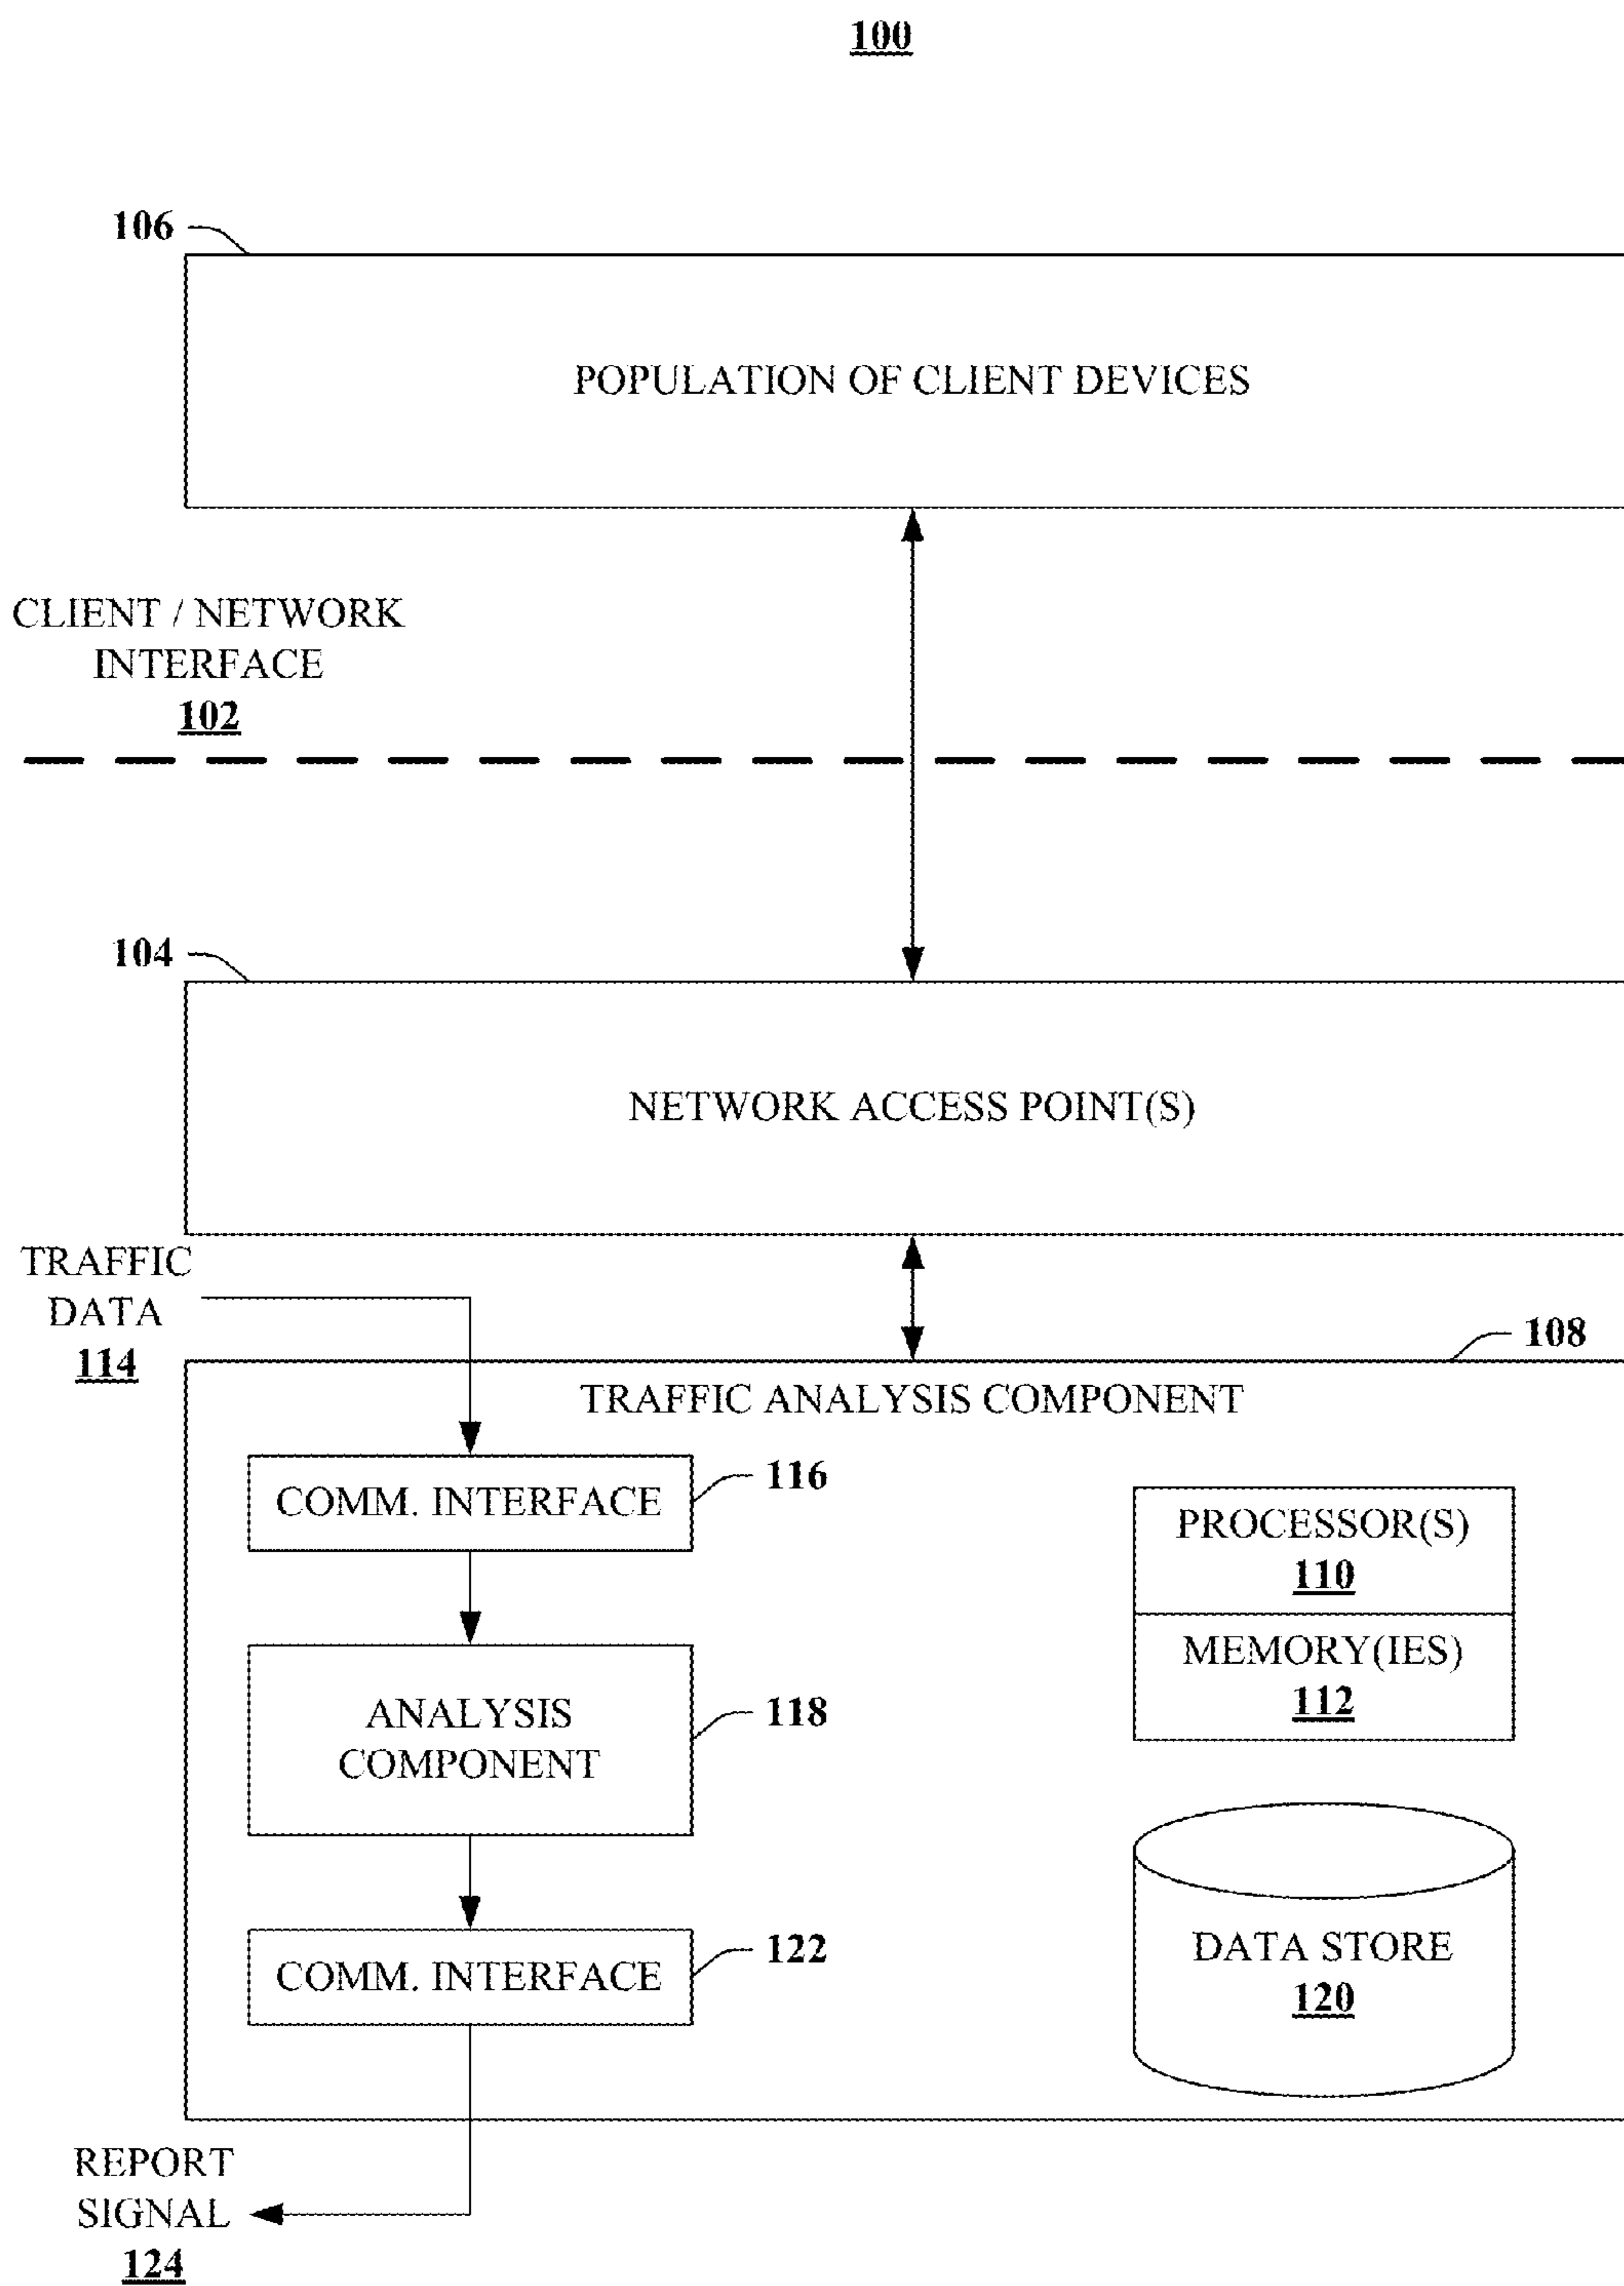 100
106
POPULATION OF CLIENT DEVICES
CLIENT / NETWORK
INTERFACE
102
104
NETWORK ACCESS POINT(S)
TRAFFIC
DATA
114
108
TRAFFIC ANALYSIS COMPONENT
COMM. INTERFACE
116
PROCESSOR(S)
110
MEMORY(IES)
112
ANALYSIS
COMPONENT
118
COMM. INTERFACE
122
DATA STORE
120
REPORT
SIGNAL
124